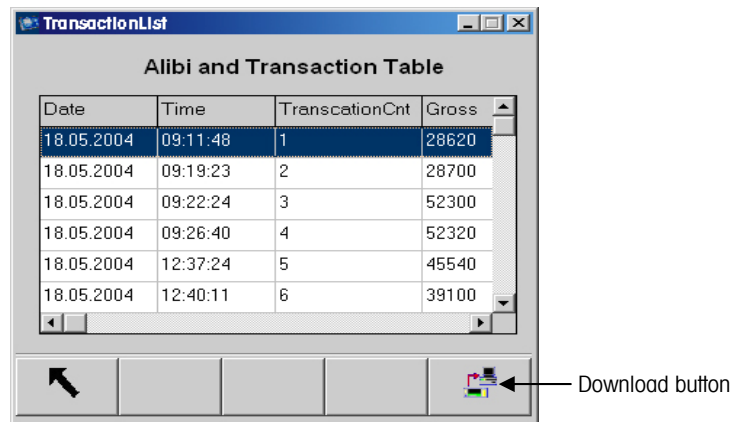 TransactionList
Alibi and Transaction Table
Date Time TranscationCnt Gross
18.05.2004 09:11:48 1 28620
18.05.2004 09:19:23 2 28700
18.05.2004 09:22:24 3 52300
18.05.2004 09:26:40 4 52320
18.05.2004 12:37:24 5 45540
18.05.2004 12:40:11 6 39100
Download button